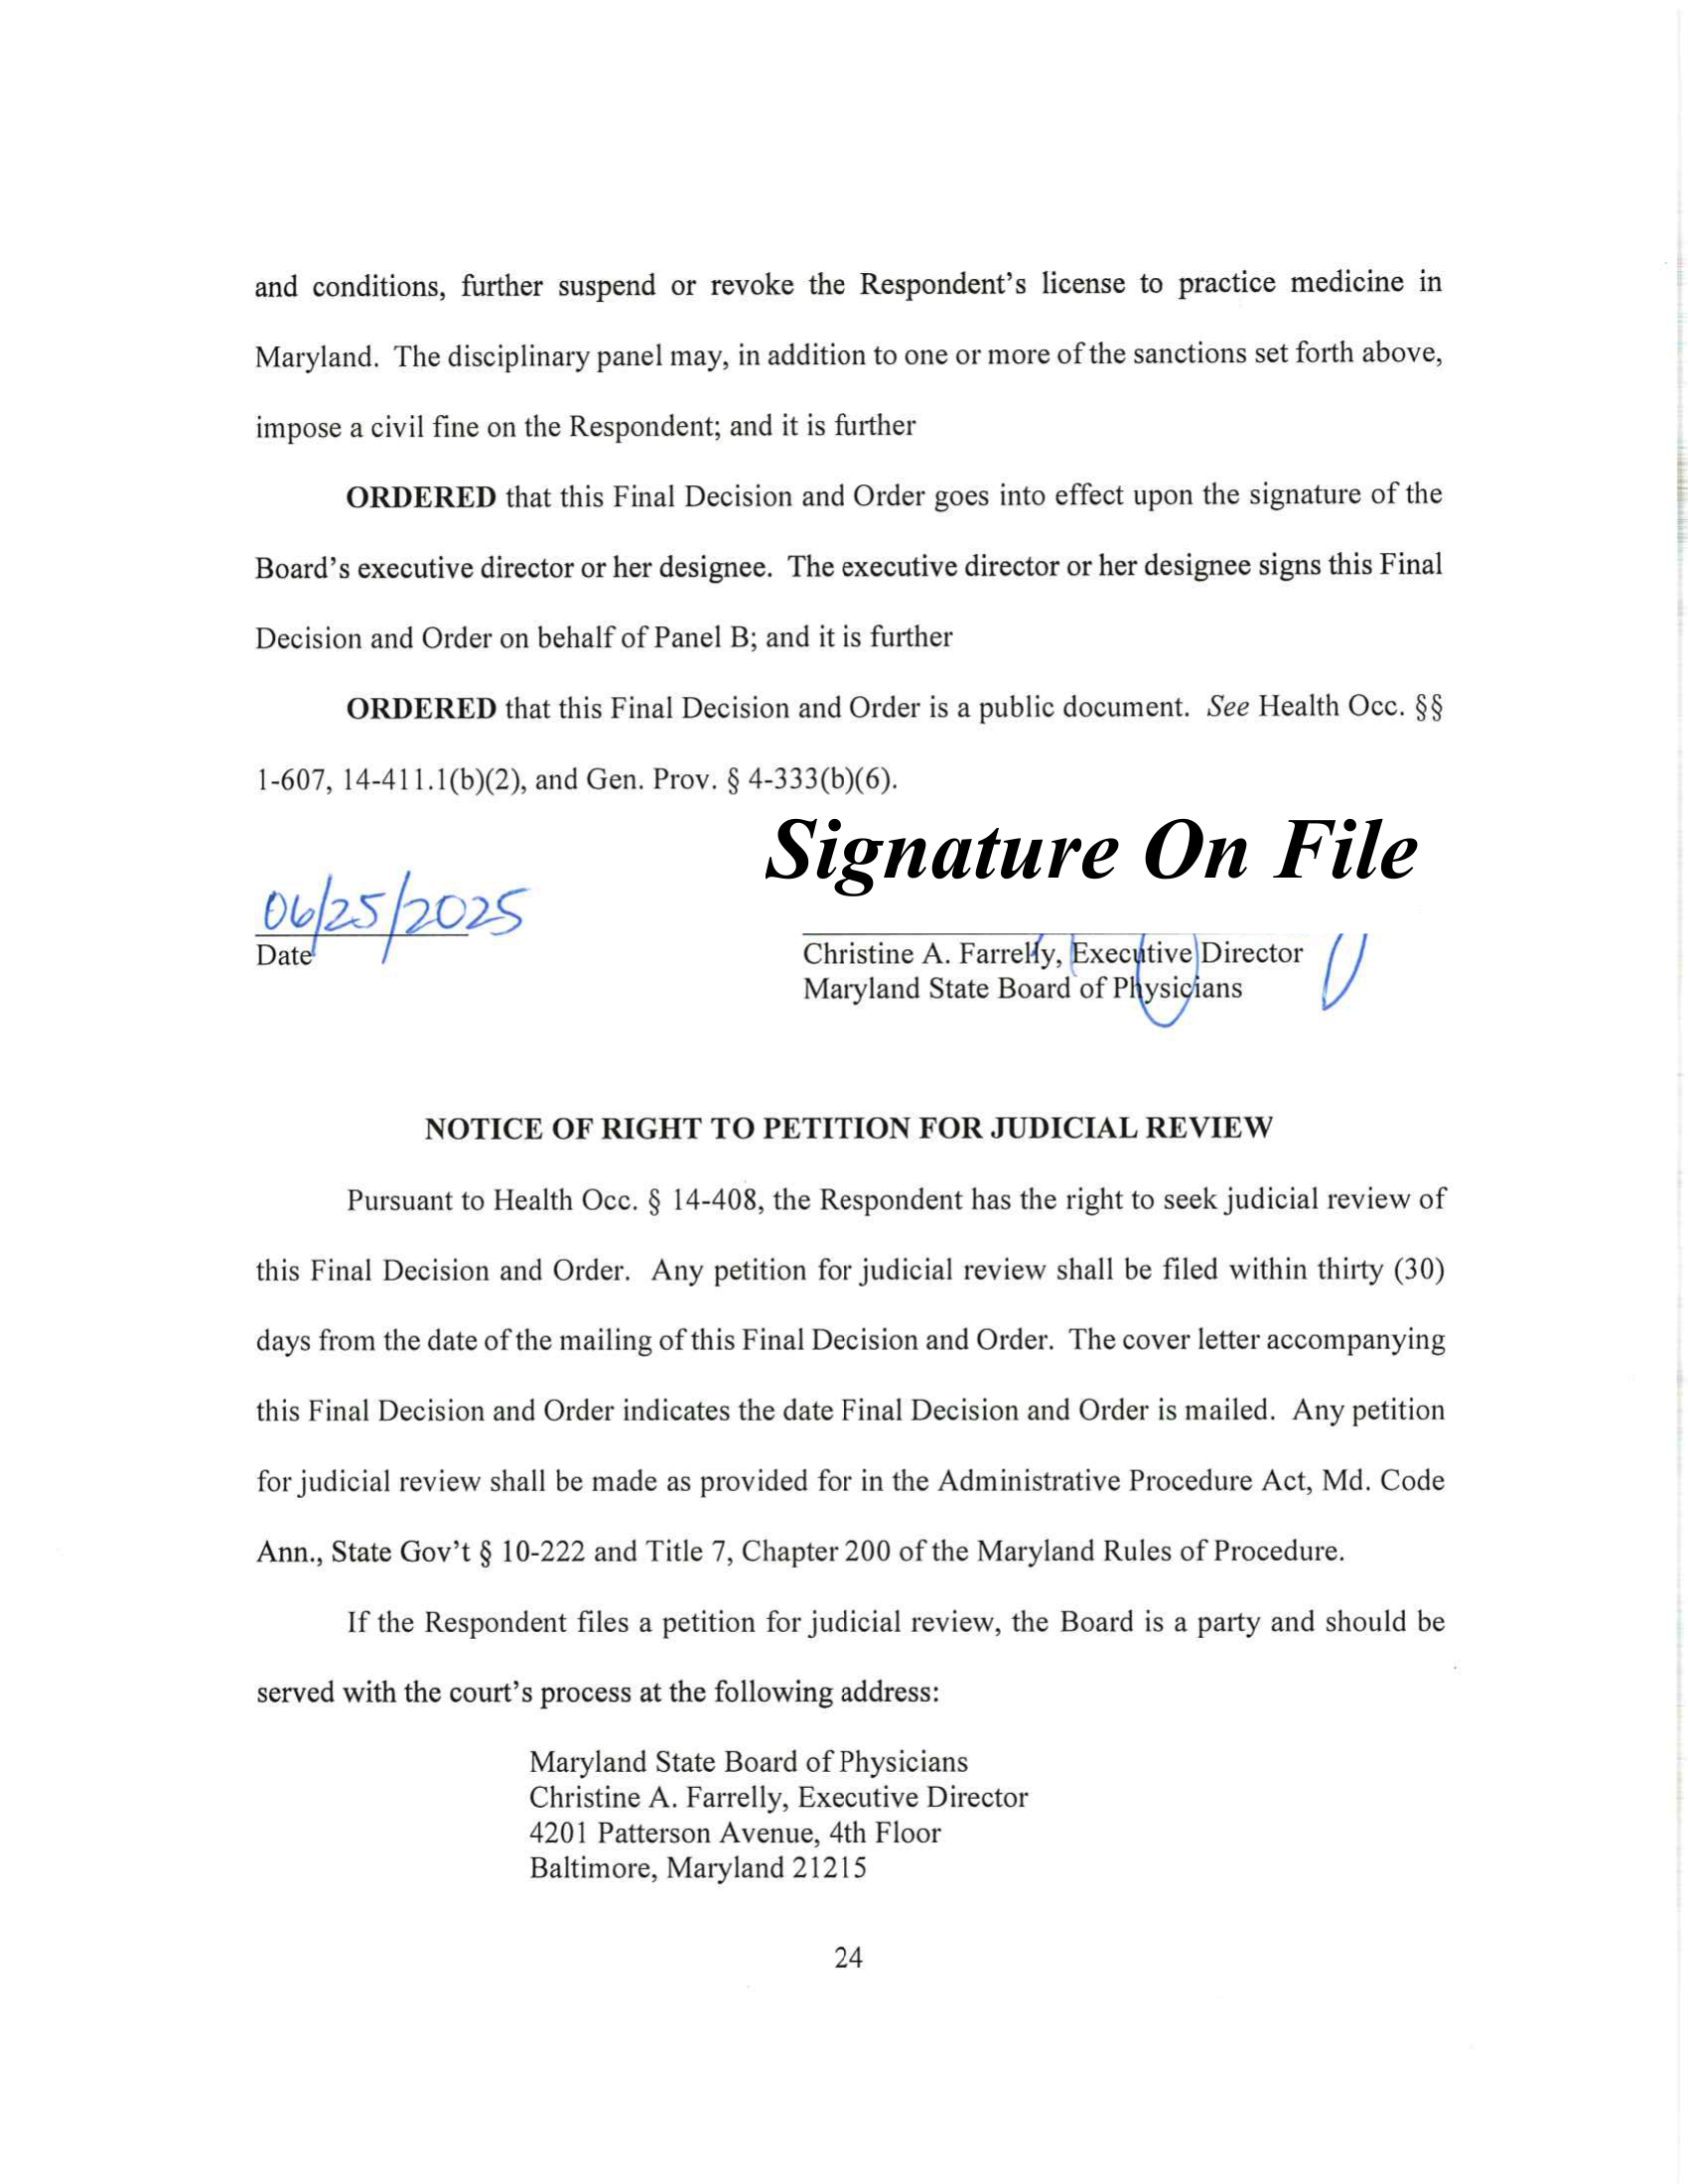 and conditions, further suspend or revoke the Respondent's license to practice medicine in
Maryland. The disciplinary panel may, in addition to one or more of the sanctions set forth above,
impose a civil fine on the Respondent; and it is further
ORDERED that this Final Decision and Order goes into effect upon the signature of the
Board's executive director or her designee. The executive director or her designee signs this Final
Decision and Order on behalf of Panel B; and it is further
ORDERED that this Final Decision and Order is a public document. See Health Occ. §§
1-607, 14-411.1(b)(2), and Gen. Prov. § 4-333(b)(6).
Signature On File
06/25/2025
Date
Christine A. Farrelly, Executive Director
Maryland State Board of Physicians
NOTICE OF RIGHT TO PETITION FOR JUDICIAL REVIEW
Pursuant to Health Occ. § 14-408, the Respondent has the right to seek judicial review of
this Final Decision and Order. Any petition for judicial review shall be filed within thirty (30)
days from the date of the mailing of this Final Decision and Order. The cover letter accompanying
this Final Decision and Order indicates the date Final Decision and Order is mailed. Any petition
for judicial review shall be made as provided for in the Administrative Procedure Act, Md. Code
Ann., State Gov't § 10-222 and Title 7, Chapter 200 of the Maryland Rules of Procedure.
If the Respondent files a petition for judicial review, the Board is a party and should be
served with the court's process at the following address:
Maryland State Board of Physicians
Christine A. Farrelly, Executive Director
4201 Patterson Avenue, 4th Floor
Baltimore, Maryland 21215
24